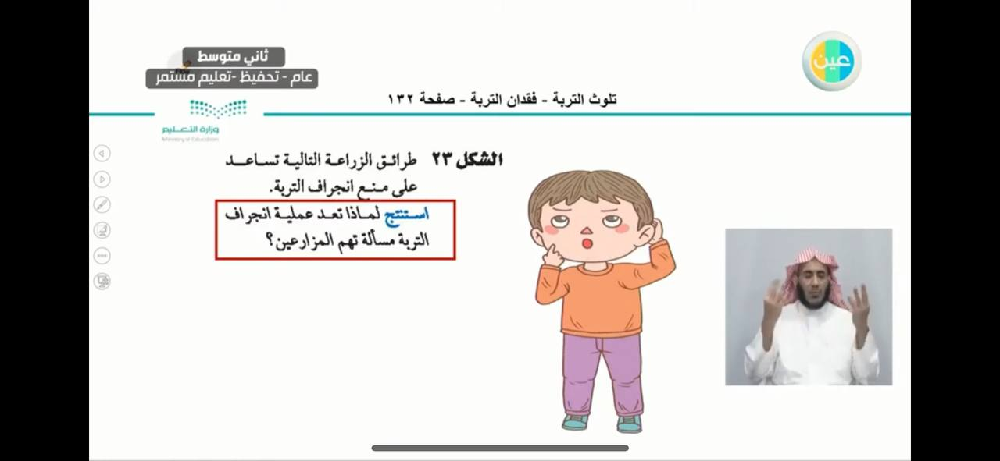 ثاني متوسط
عام - تحفيظ -تعليم مستمر
عين
تلوث التربة - فقدان التربة - صفحة ١٣٢
وزارة التعليم
Ministry of Education
الشكل ٢٣ طرائق الزراعة التالية تساعد
على منع انجراف التربة.
استنتج لماذا تعد عملية انجراف
التربة مسألة تهم المزارعين؟